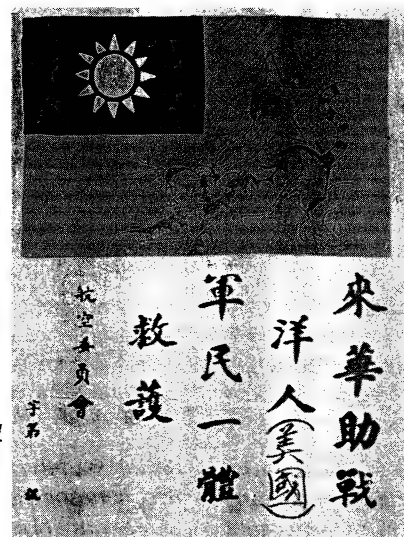 來華助戰
洋人(美國)
軍民一體
救護
航空委員會
字第 號